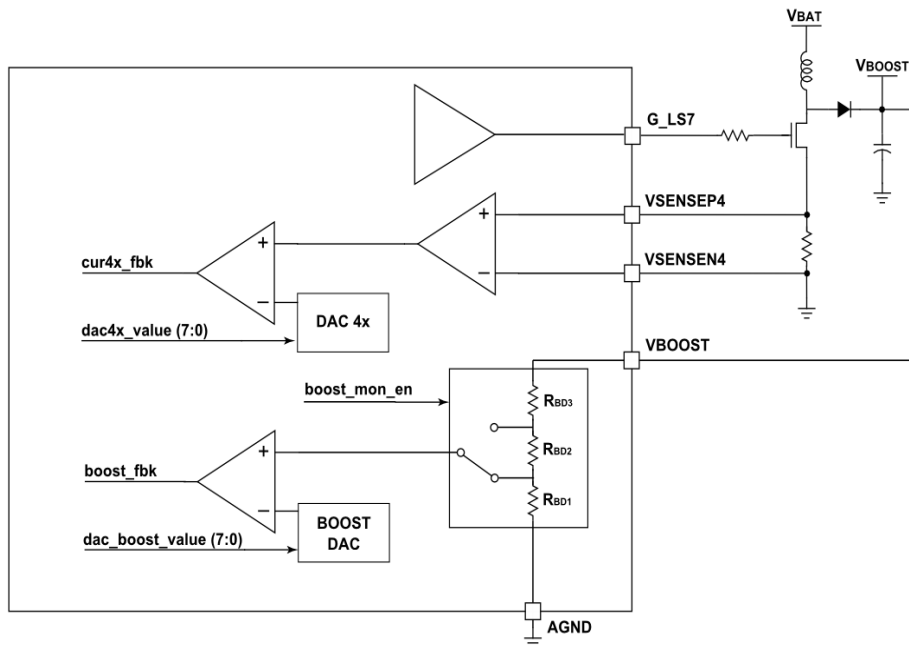 VBAT
VBOOST
G_LS7
VSENSEP4
+
+
cur4x_fbk
−
VSENSEN4
−
DAC 4x
dac4x_value (7:0)
VBOOST
boost_mon_en
RBD3
+
RBD2
boost_fbk
RBD1
−
BOOST
DAC
dac_boost_value (7:0)
AGND